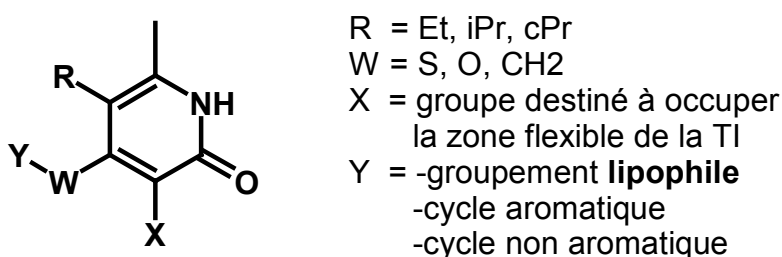 R = Et, iPr, cPr
W = S, O, CH2
X = groupe destiné à occuper
la zone flexible de la TI
Y = -groupement lipophile
-cycle aromatique
-cycle non aromatique
R
NH
Y
W
O
X